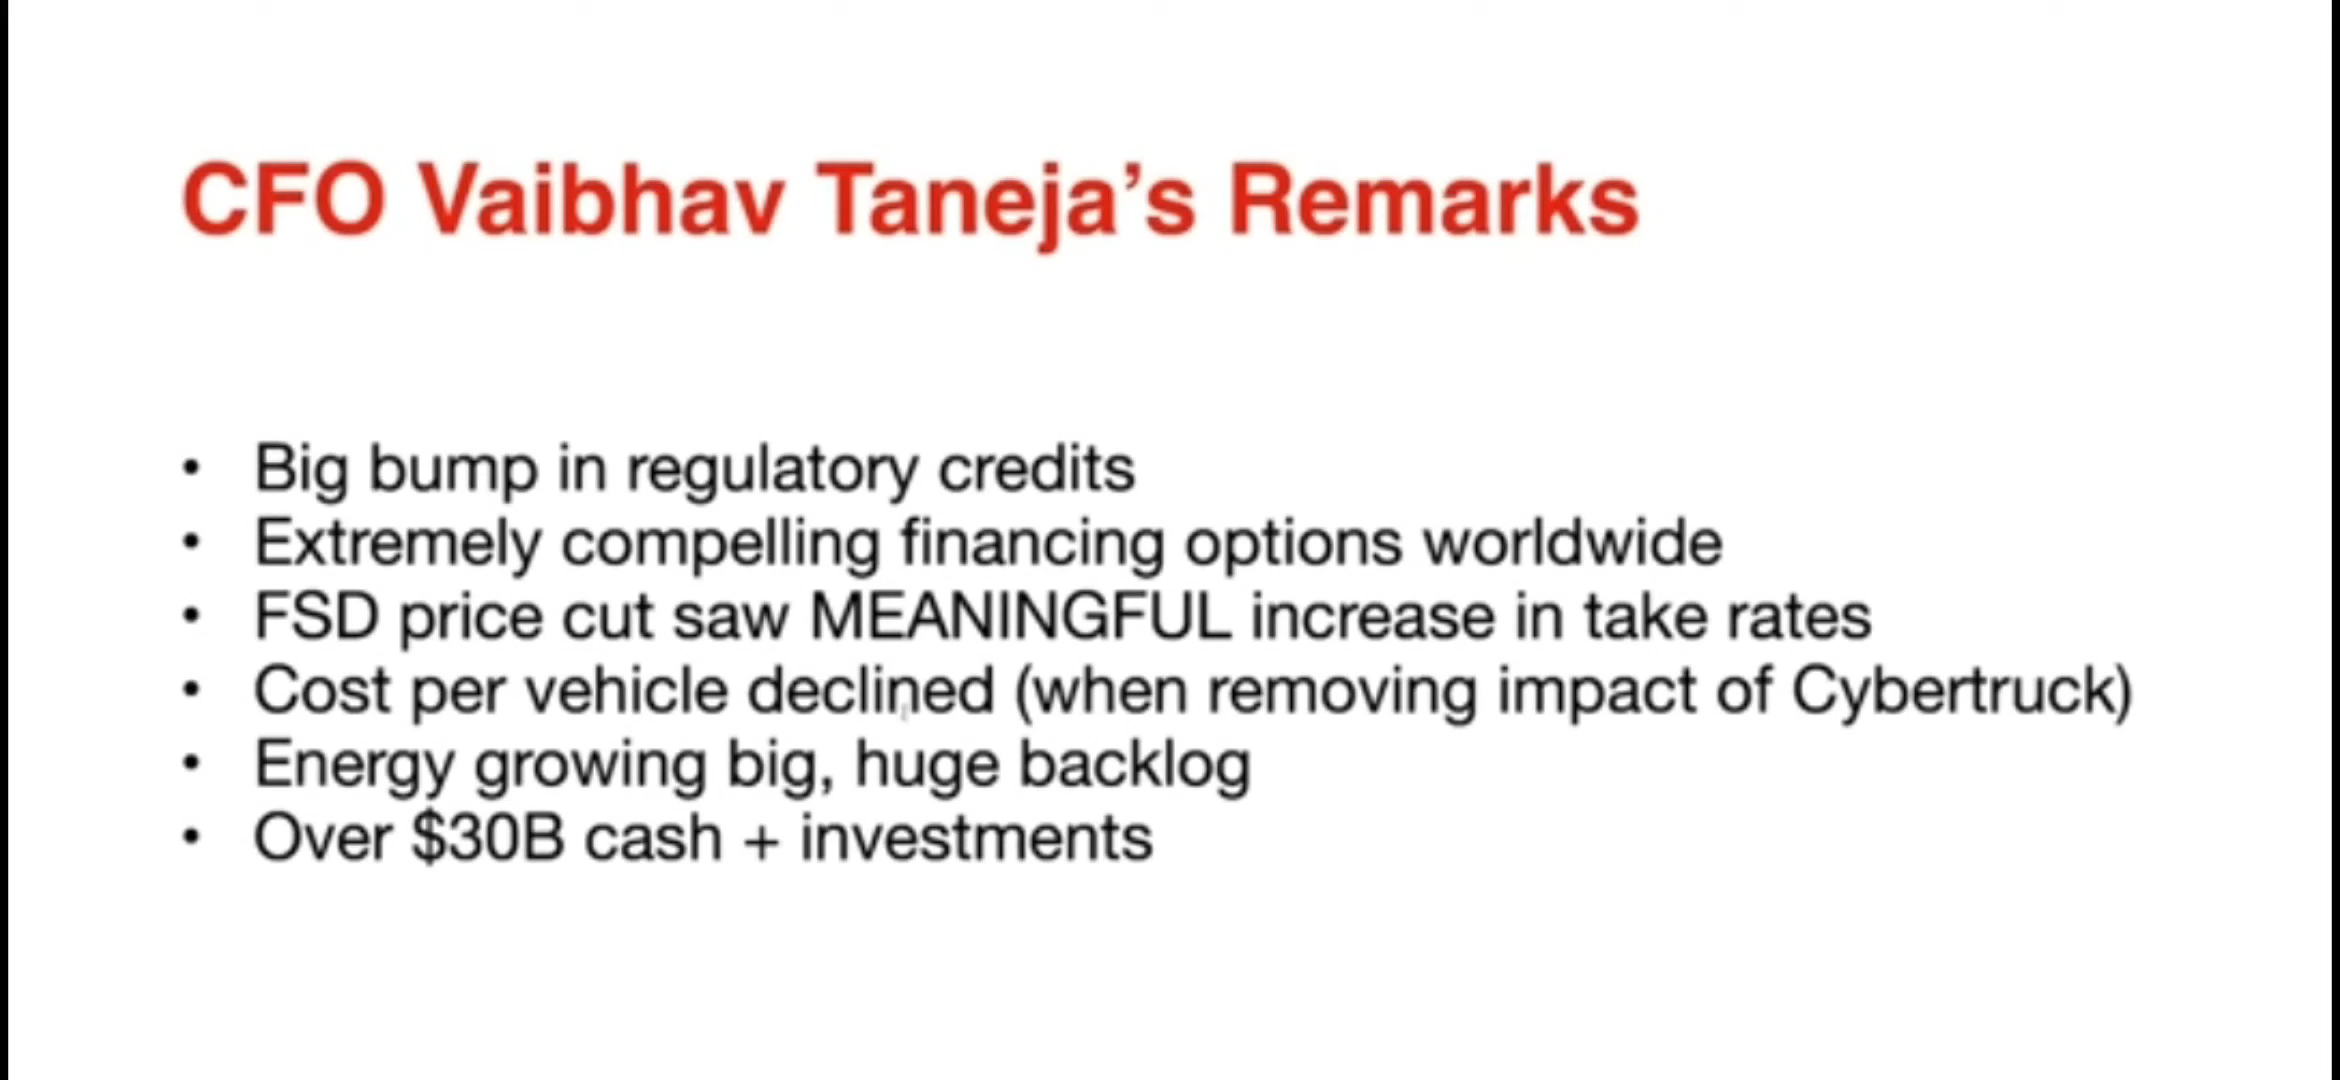 CFO Vaibhav Taneja’s Remarks
• Big bump in regulatory credits
• Extremely compelling financing options worldwide
• FSD price cut saw MEANINGFUL increase in take rates
• Cost per vehicle declined (when removing impact of Cybertruck)
• Energy growing big, huge backlog
• Over $30B cash + investments